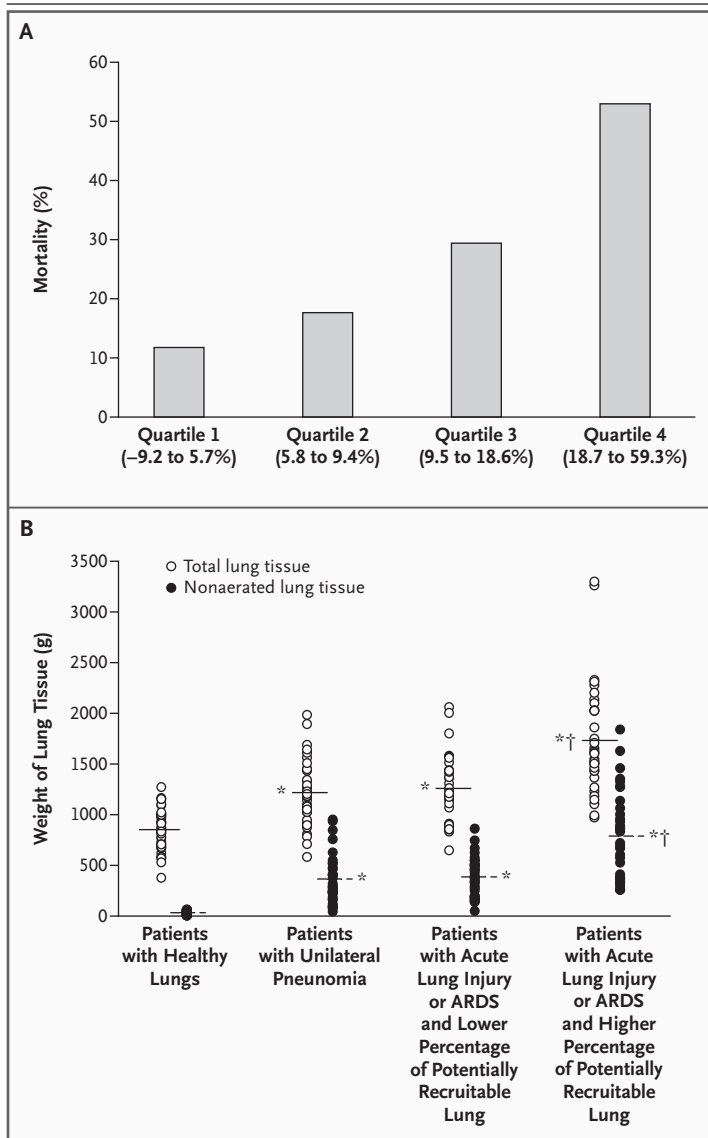 A
Mortality (%)
60
50
40
30
20
10
0
Quartile 1
(–9.2 to 5.7%)
Quartile 2
(5.8 to 9.4%)
Quartile 3
(9.5 to 18.6%)
Quartile 4
(18.7 to 59.3%)
B
Weight of Lung Tissue (g)
3500
3000
2500
2000
1500
1000
500
0
Total lung tissue
Nonaerated lung tissue
*
*
*
*
*†
*†
Patients
with Healthy
Lungs
Patients
with Unilateral
Pneunomia
Patients
with Acute
Lung Injury
or ARDS
and Lower
Percentage
of Potentially
Recruitable
Lung
Patients
with Acute
Lung Injury
or ARDS
and Higher
Percentage
of Potentially
Recruitable
Lung